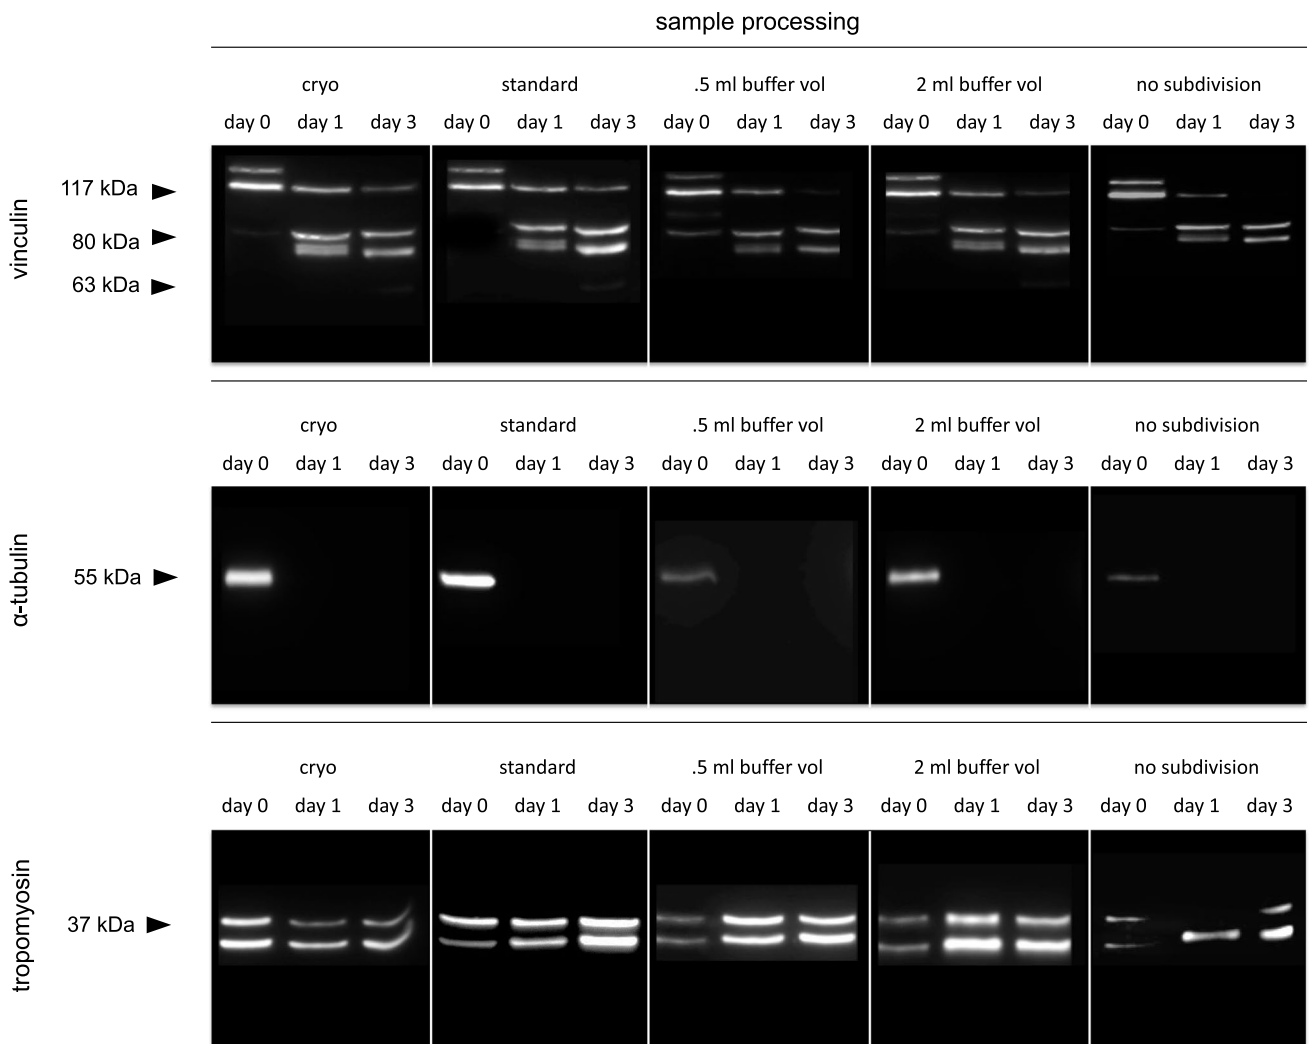 sample processing
cryo standard .5 ml buffer vol 2 ml buffer vol no subdivision
day 0 day 1 day 3 day 0 day 1 day 3 day 0 day 1 day 3 day 0 day 1 day 3 day 0 day 1 day 3
vinculin
117 kDa
80 kDa
63 kDa
cryo standard .5 ml buffer vol 2 ml buffer vol no subdivision
day 0 day 1 day 3 day 0 day 1 day 3 day 0 day 1 day 3 day 0 day 1 day 3 day 0 day 1 day 3
α-tubulin
55 kDa
cryo standard .5 ml buffer vol 2 ml buffer vol no subdivision
day 0 day 1 day 3 day 0 day 1 day 3 day 0 day 1 day 3 day 0 day 1 day 3 day 0 day 1 day 3
tropomyosin
37 kDa